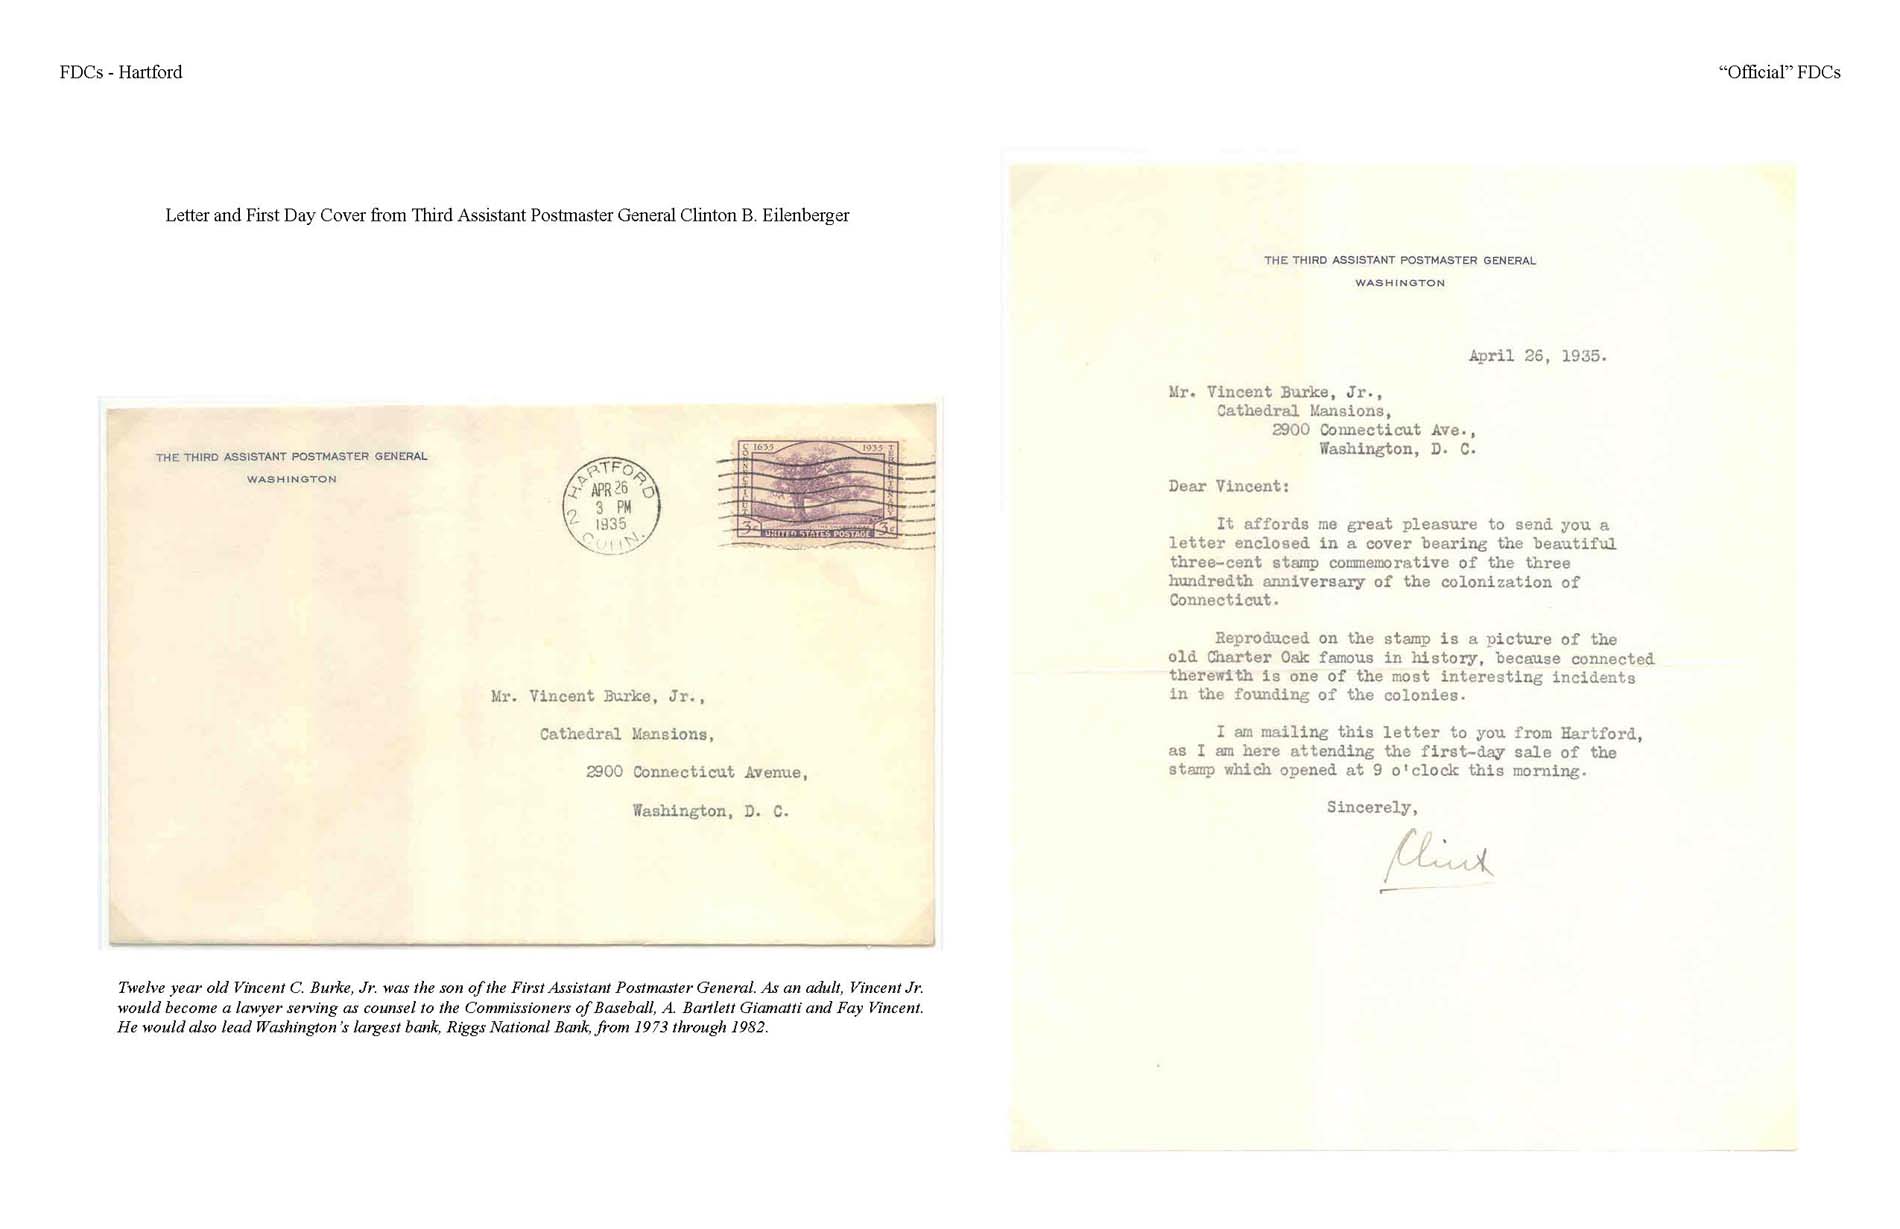 FDCs - Hartford
“Official” FDCs
Letter and First Day Cover from Third Assistant Postmaster General Clinton B. Eilenberger
THE THIRD ASSISTANT POSTMASTER GENERAL
WASHINGTON
HARTFORD
APR 26
3 PM
1935
2 CONN.
CONNECTICUT
1635
1935
TERCENTENARY
3c
3c
UNITED STATES POSTAGE
Mr. Vincent Burke, Jr.,
Cathedral Mansions,
2900 Connecticut Avenue,
Washington, D. C.
Twelve year old Vincent C. Burke, Jr. was the son of the First Assistant Postmaster General. As an adult, Vincent Jr.
would become a lawyer serving as counsel to the Commissioners of Baseball, A. Bartlett Giamatti and Fay Vincent.
He would also lead Washington’s largest bank, Riggs National Bank, from 1973 through 1982.
THE THIRD ASSISTANT POSTMASTER GENERAL
WASHINGTON
April 26, 1935.
Mr. Vincent Burke, Jr.,
Cathedral Mansions,
2900 Connecticut Ave.,
Washington, D. C.
Dear Vincent:
It affords me great pleasure to send you a
letter enclosed in a cover bearing the beautiful
three-cent stamp commemorative of the three
hundredth anniversary of the colonization of
Connecticut.
Reproduced on the stamp is a picture of the
old Charter Oak famous in history, because connected
therewith is one of the most interesting incidents
in the founding of the colonies.
I am mailing this letter to you from Hartford,
as I am here attending the first-day sale of the
stamp which opened at 9 o'clock this morning.
Sincerely,
Clint